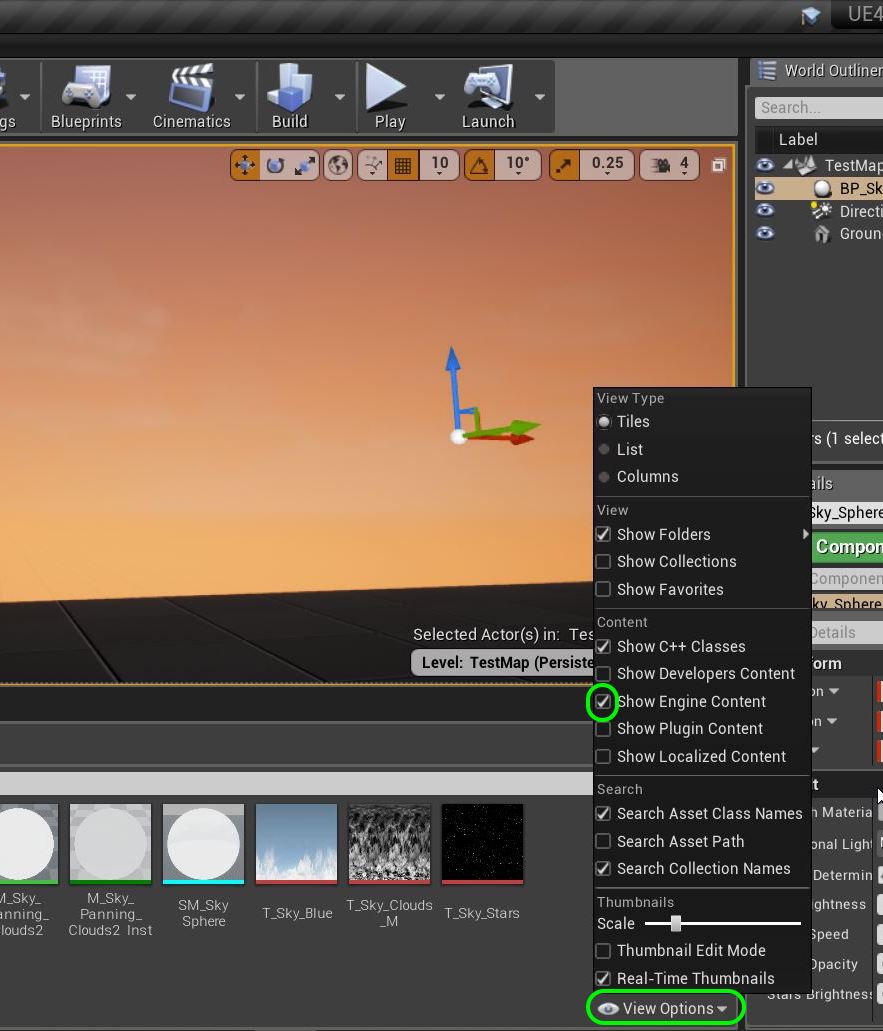 UE4
World Outliner
gs
Blueprints
Cinematics
Build
Play
Launch
Search...
Label
10
10°
0.25
4
TestMap
BP_Sk
Directi
Groun
View Type
Tiles
List
Columns
rs (1 select
ails
Sky_Sphere
View
Show Folders
Compon
Show Collections
Componen
Show Favorites
ky_Sphere
Content
Selected Actor(s) in: Tes
Details
Show C++ Classes
Level: TestMap (Persiste
orm
Show Developers Content
on
Show Engine Content
on
Show Plugin Content
Show Localized Content
t
Search
Search Asset Class Names
h Materia
Search Asset Path
onal Light
Search Collection Names
Determin
Thumbnails
ghtness
Scale
Speed
Thumbnail Edit Mode
Opacity
Real-Time Thumbnails
Stars Brightness
View Options
M_Sky_
anning_
louds2
M_Sky_
Panning_
Clouds2_Inst
SM_Sky
Sphere
T_Sky_Blue
T_Sky_Clouds
_M
T_Sky_Stars